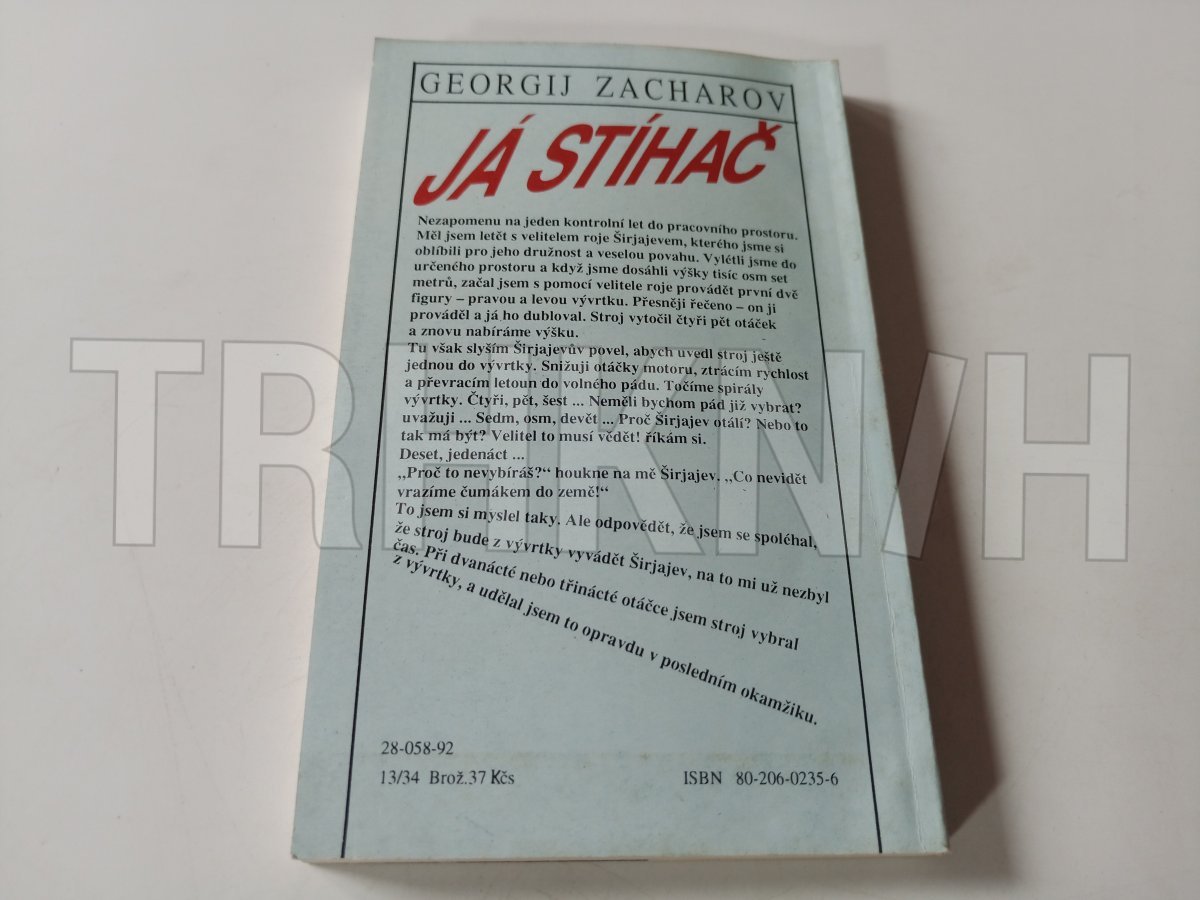 GEORGIJ ZACHAROV
JÁ STÍHAČ
Nezapomenu na jeden kontrolní let do pracovního prostoru.
Měl jsem letět s velitelem roje Širjajevem, kterého jsme si
oblíbili pro jeho družnost a veselou povahu. Vylétli jsme do
určeného prostoru a když jsme dosáhli výšky tisíc osm set
metrů, začal jsem s pomocí velitele roje provádět první dvě
figury – pravou a levou vývrtku. Přesněji řečeno – on ji
prováděl a já ho dubloval. Stroj vytočil čtyři pět otáček
a znovu nabíráme výšku.
Tu však slyším Širjajevův povel, abych uvedl stroj ještě
jednou do vývrtky. Snižuji otáčky motoru, ztrácím rychlost
a převracím letoun do volného pádu. Točíme spirály
vývrtky. Čtyři, pět, šest ... Neměli bychom pád již vybrat?
uvažuji ... Sedm, osm, devět ... Proč Širjajev otálí? Nebo to
tak má být? Velitel to musí vědět! říkám si.
Deset, jedenáct ...
„Proč to nevybíráš?“ houkne na mě Širjajev. „Co nevidět
vrazíme čumákem do země!“
To jsem si myslel taky. Ale odpovědět, že jsem se spoléhal,
že stroj bude z vývrtky vyvádět Širjajev, na to mi už nezbyl
čas. Při dvanácté nebo třinácté otáčce jsem stroj vybral
z vývrtky, a udělal jsem to opravdu v posledním okamžiku.
28-058-92
13/34 Brož.37 Kčs
ISBN 80-206-0235-6
TRHKNIH